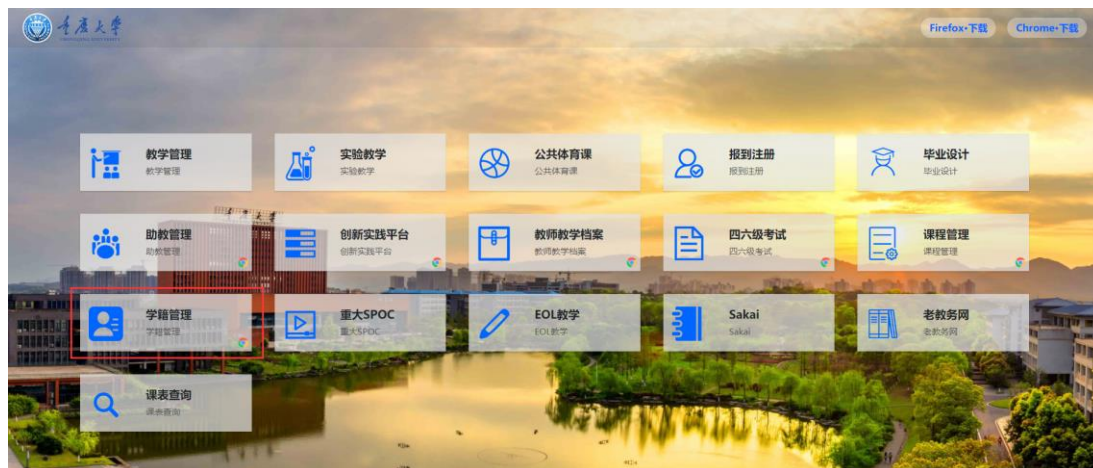 重庆大学
CHONGQING UNIVERSITY
Firefox·下载
Chrome·下载
教学管理
教学管理
实验教学
实验教学
公共体育课
公共体育课
报到注册
报到注册
毕业设计
毕业设计
助教管理
助教管理
创新实践平台
创新实践平台
教师教学档案
教师教学档案
四六级考试
四六级考试
课程管理
课程管理
学籍管理
学籍管理
重大SPOC
重大SPOC
EOL教学
EOL教学
Sakai
Sakai
老教务网
老教务网
课表查询
课表查询